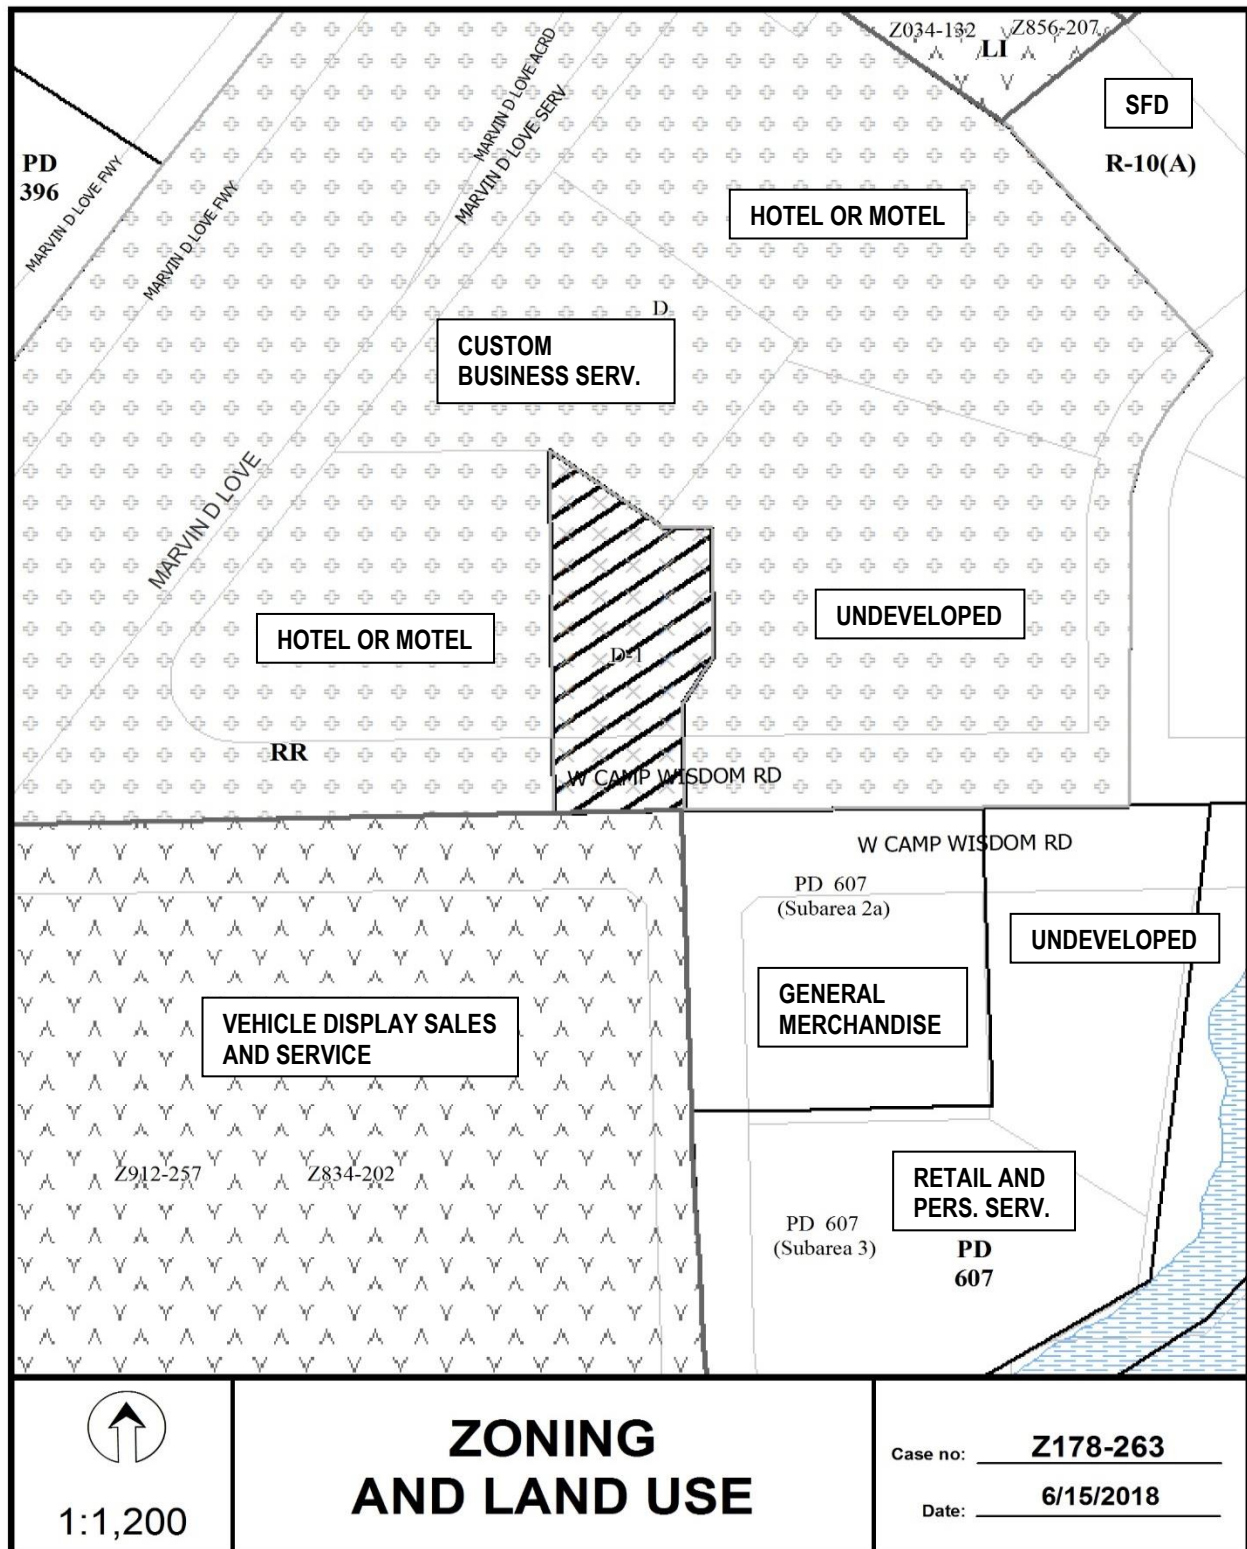 Z034-132
Z856-207
LI
SFD
R-10(A)
PD
396
MARVIN D LOVE FWY
MARVIN D LOVE FWY
MARVIN D LOVE ACRD
MARVIN D LOVE SERV
HOTEL OR MOTEL
D
CUSTOM
BUSINESS SERV.
MARVIN D LOVE
HOTEL OR MOTEL
UNDEVELOPED
D-1
RR
W CAMP WISDOM RD
W CAMP WISDOM RD
PD 607
(Subarea 2a)
UNDEVELOPED
GENERAL
MERCHANDISE
VEHICLE DISPLAY SALES
AND SERVICE
Z912-257
Z834-202
RETAIL AND
PERS. SERV.
PD 607
(Subarea 3)
PD
607
1:1,200
ZONING
AND LAND USE
Case no: Z178-263
Date: 6/15/2018